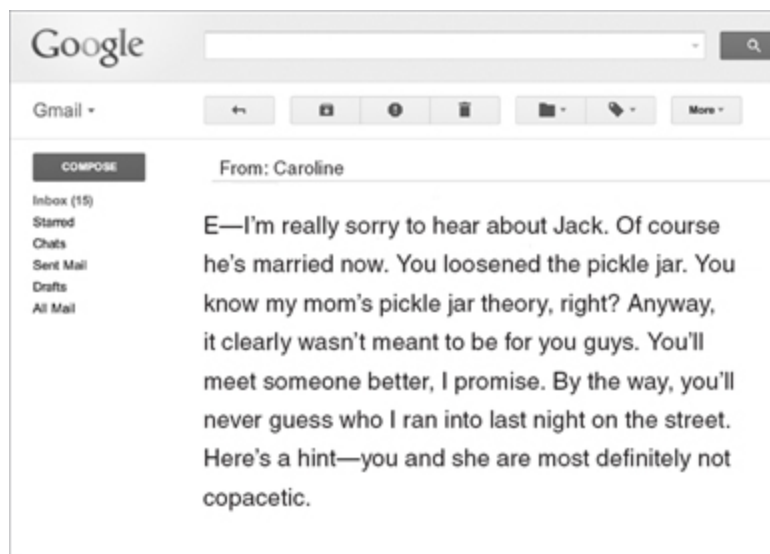 Google
Gmail
More
COMPOSE
From: Caroline
Inbox (15)
Starred
Chats
Sent Mail
Drafts
All Mail
E—I’m really sorry to hear about Jack. Of course
he’s married now. You loosened the pickle jar. You
know my mom’s pickle jar theory, right? Anyway,
it clearly wasn’t meant to be for you guys. You’ll
meet someone better, I promise. By the way, you’ll
never guess who I ran into last night on the street.
Here’s a hint—you and she are most definitely not
copacetic.